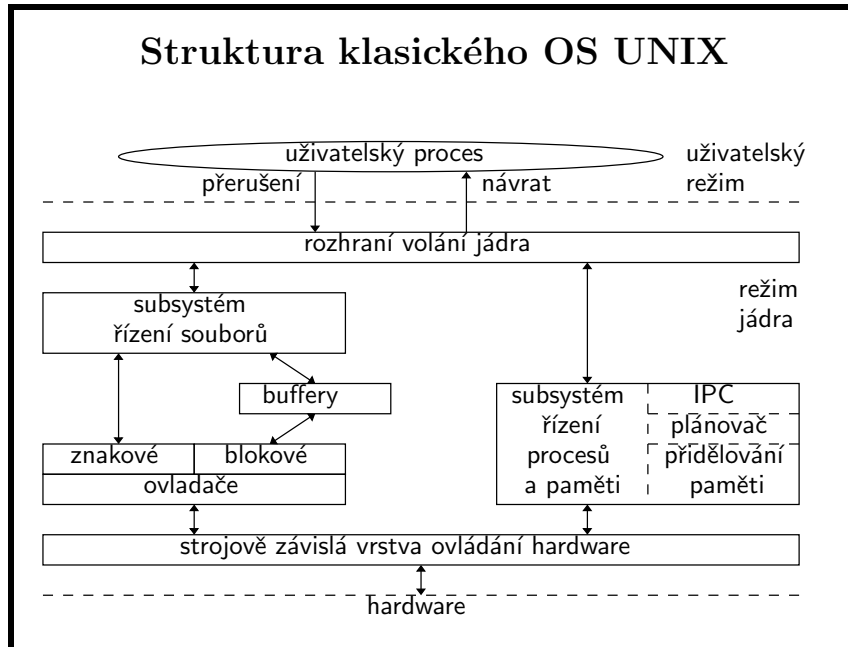 Struktura klasického OS UNIX
uživatelský proces
uživatelský
režim
přerušení
návrat
rozhraní volání jádra
režim
jádra
subsystém
řízení souborů
buffery
znakové
blokové
ovladače
subsystém
řízení
procesů
a paměti
IPC
plánovač
přidělování
paměti
strojově závislá vrstva ovládání hardware
hardware